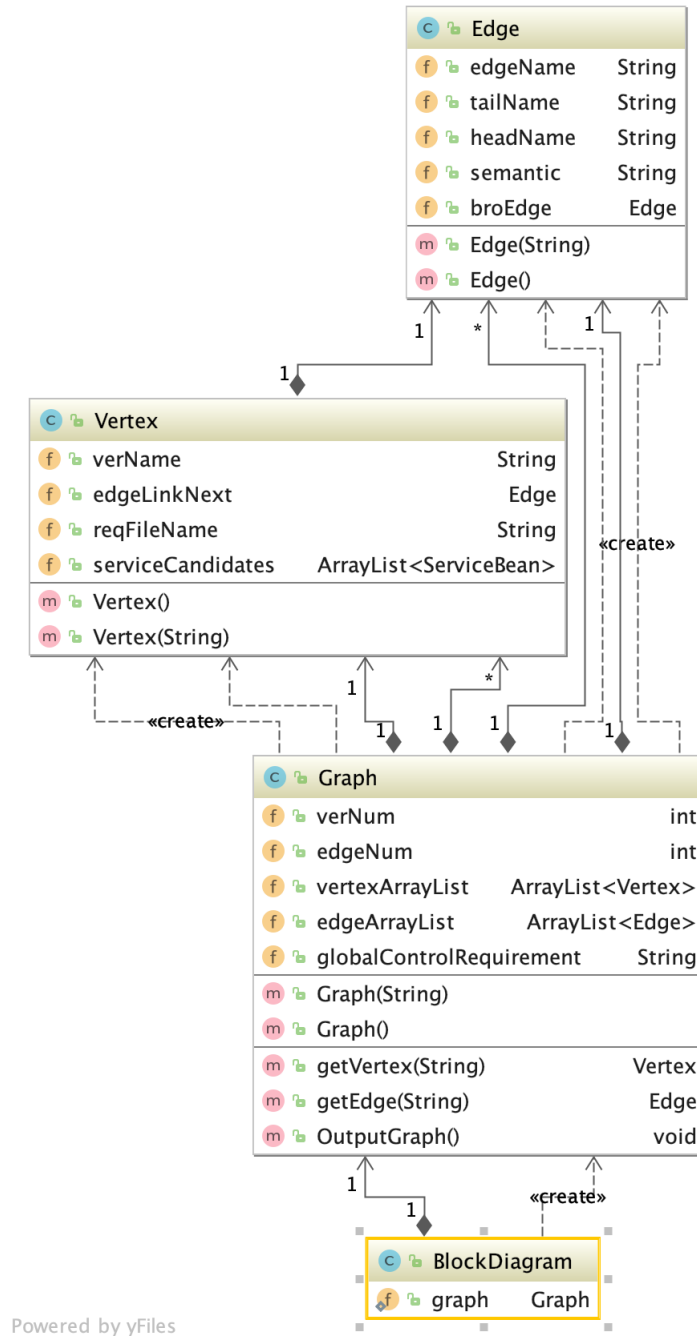 C Edge
f edgeName String
f tailName String
f headName String
f semantic String
f broEdge Edge
m Edge(String)
m Edge()
1 * 1
1
C Vertex
f verName String
f edgeLinkNext Edge
f reqFileName String
f serviceCandidates ArrayList<ServiceBean>
«create»
m Vertex()
m Vertex(String)
1 *
«create» 1 1 1 1
C Graph
f verNum int
f edgeNum int
f vertexArrayList ArrayList<Vertex>
f edgeArrayList ArrayList<Edge>
f globalControlRequirement String
m Graph(String)
m Graph()
m getVertex(String) Vertex
m getEdge(String) Edge
m OutputGraph() void
1
1 «create»
C BlockDiagram
f graph Graph
Powered by yFiles